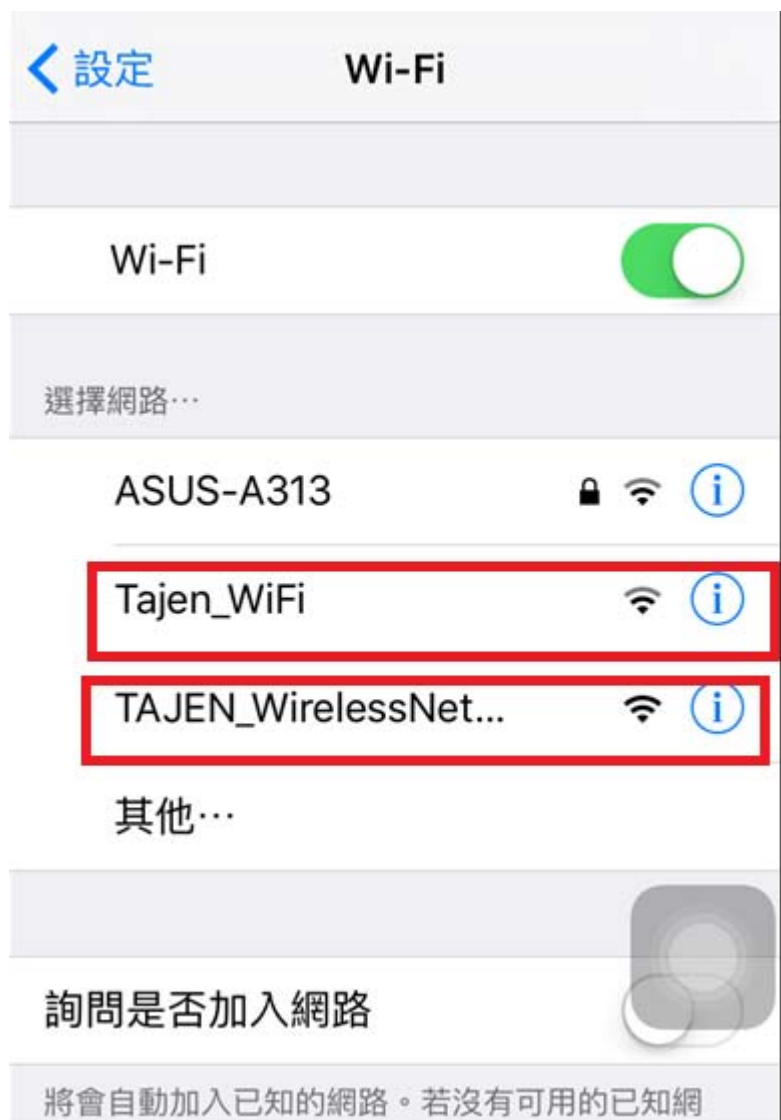 設定 Wi-Fi
Wi-Fi
選擇網路…
ASUS-A313
Tajen_WiFi
TAJEN_WirelessNet...
其他…
詢問是否加入網路
將會自動加入已知的網路。若沒有可用的已知網